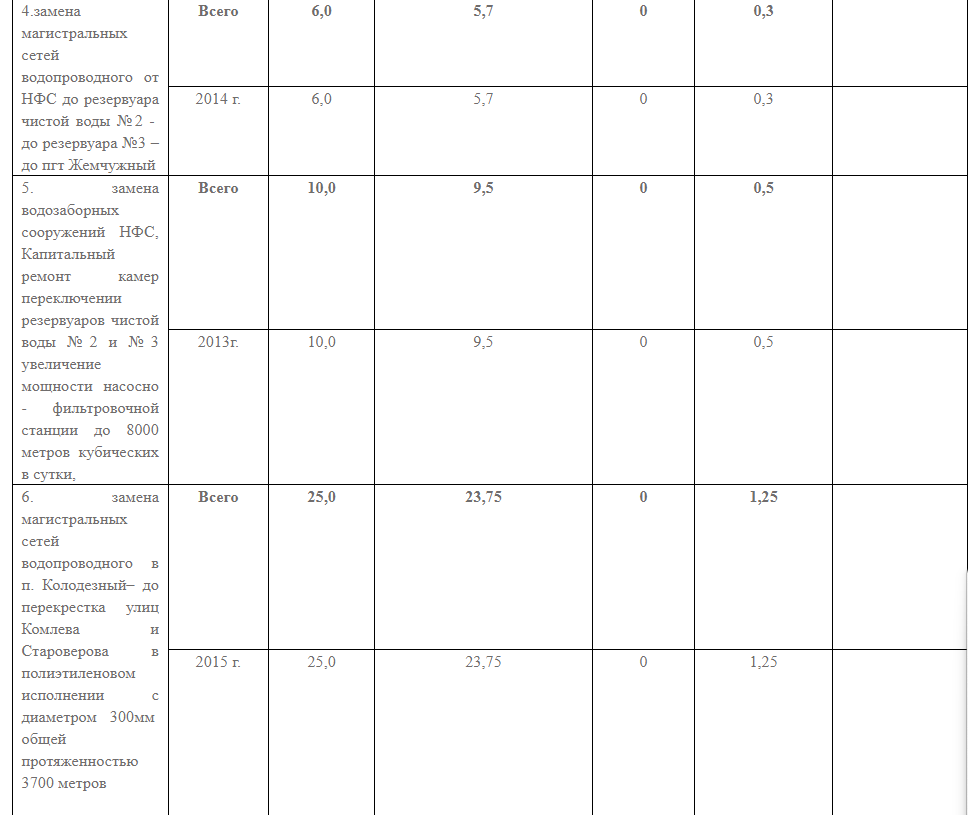 4.замена
магистральных
сетей
водопроводного от
НФС до резервуара
чистой воды №2 -
до резервуара №3 –
до пгт Жемчужный
Всего 6,0 5,7 0 0,3
2014 г. 6,0 5,7 0 0,3
5. замена
водозаборных
сооружений НФС,
Капитальный
ремонт камер
переключении
резервуаров чистой
воды № 2 и № 3
увеличение
мощности насосно
- фильтровочной
станции до 8000
метров кубических
в сутки,
Всего 10,0 9,5 0 0,5
2013г. 10,0 9,5 0 0,5
6. замена
магистральных
сетей
водопроводного в
п. Колодезный– до
перекрестка улиц
Комлева и
Староверова в
полиэтиленовом
исполнении с
диаметром 300мм
общей
протяженностью
3700 метров
Всего 25,0 23,75 0 1,25
2015 г. 25,0 23,75 0 1,25